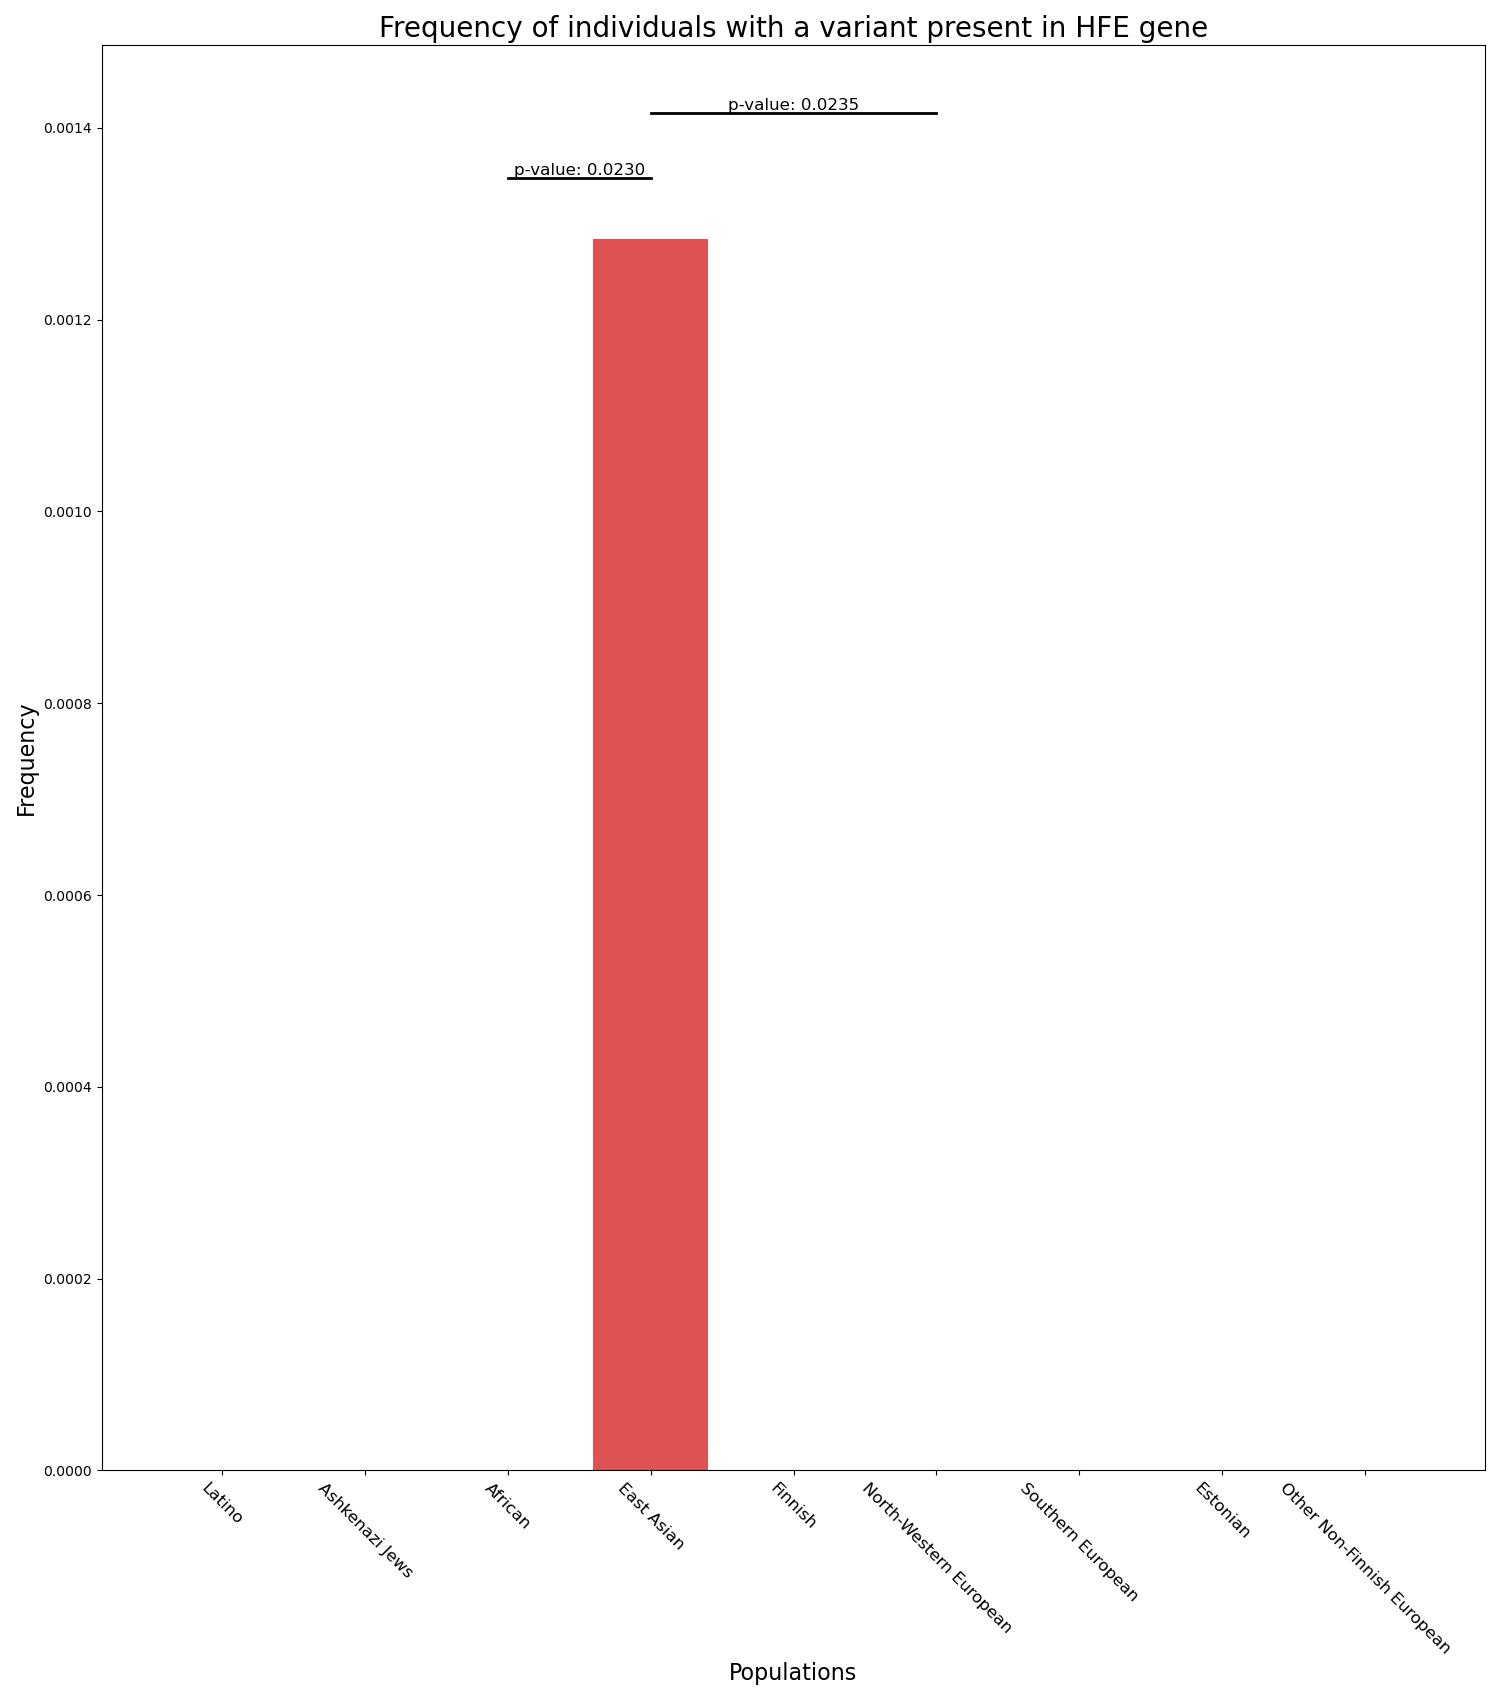 Frequency of individuals with a variant present in HFE gene
p-value: 0.0235
p-value: 0.0230
0.0014
0.0012
0.0010
0.0008
0.0006
0.0004
0.0002
0.0000
Frequency
Latino
Ashkenazi Jews
African
East Asian
Finnish
North-Western European
Southern European
Estonian
Other Non-Finnish European
Populations